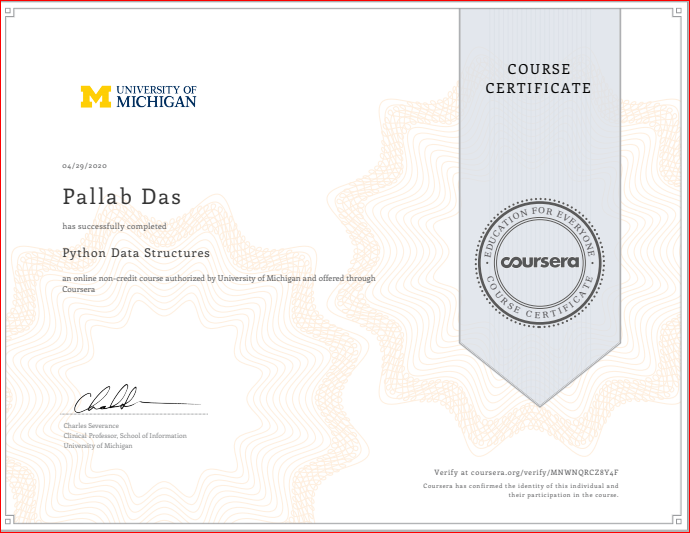 UNIVERSITY OF
MICHIGAN
COURSE
CERTIFICATE
04/29/2020
Pallab Das
has successfully completed
Python Data Structures
an online non-credit course authorized by University of Michigan and offered through
Coursera
EDUCATION FOR EVERYONE
coursera
COURSE CERTIFICATE
Charles Severance
Clinical Professor, School of Information
University of Michigan
Verify at coursera.org/verify/MNWNQRCZ8Y4F
Coursera has confirmed the identity of this individual and
their participation in the course.